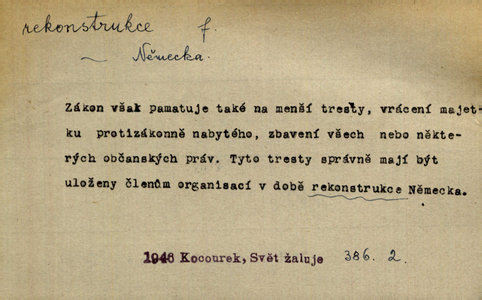 rekonstrukce f.
~ Německa.
Zákon však pamatuje také na menší tresty, vrácení majet-
ku protizákonně nabytého, zbavení všech nebo někte-
rých občanských práv. Tyto tresty správně mají být
uloženy členům organisací v době rekonstrukce Německa.
1946 Kocourek, Svět žaluje 386. 2.